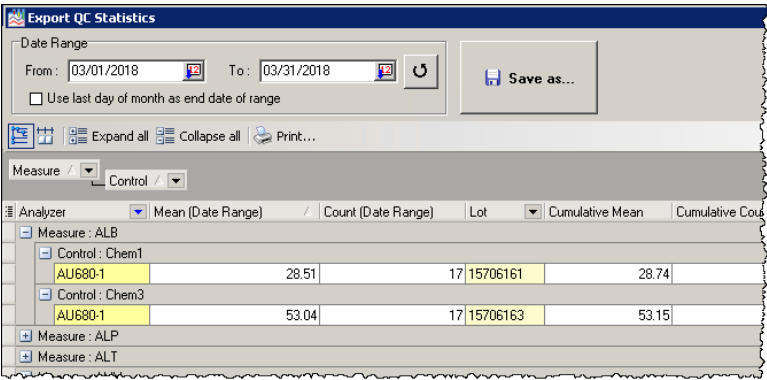 Export QC Statistics
Date Range
From : 03/01/2018 12 To : 03/31/2018 12
Use last day of month as end date of range
Save as...
Expand all Collapse all Print...
Measure
Control
Analyzer Mean (Date Range) Count (Date Range) Lot Cumulative Mean Cumulative Cou
Measure : ALB
Control : Chem1
AU680-1 28.51 17 15706161 28.74
Control : Chem3
AU680-1 53.04 17 15706163 53.15
Measure : ALP
Measure : ALT